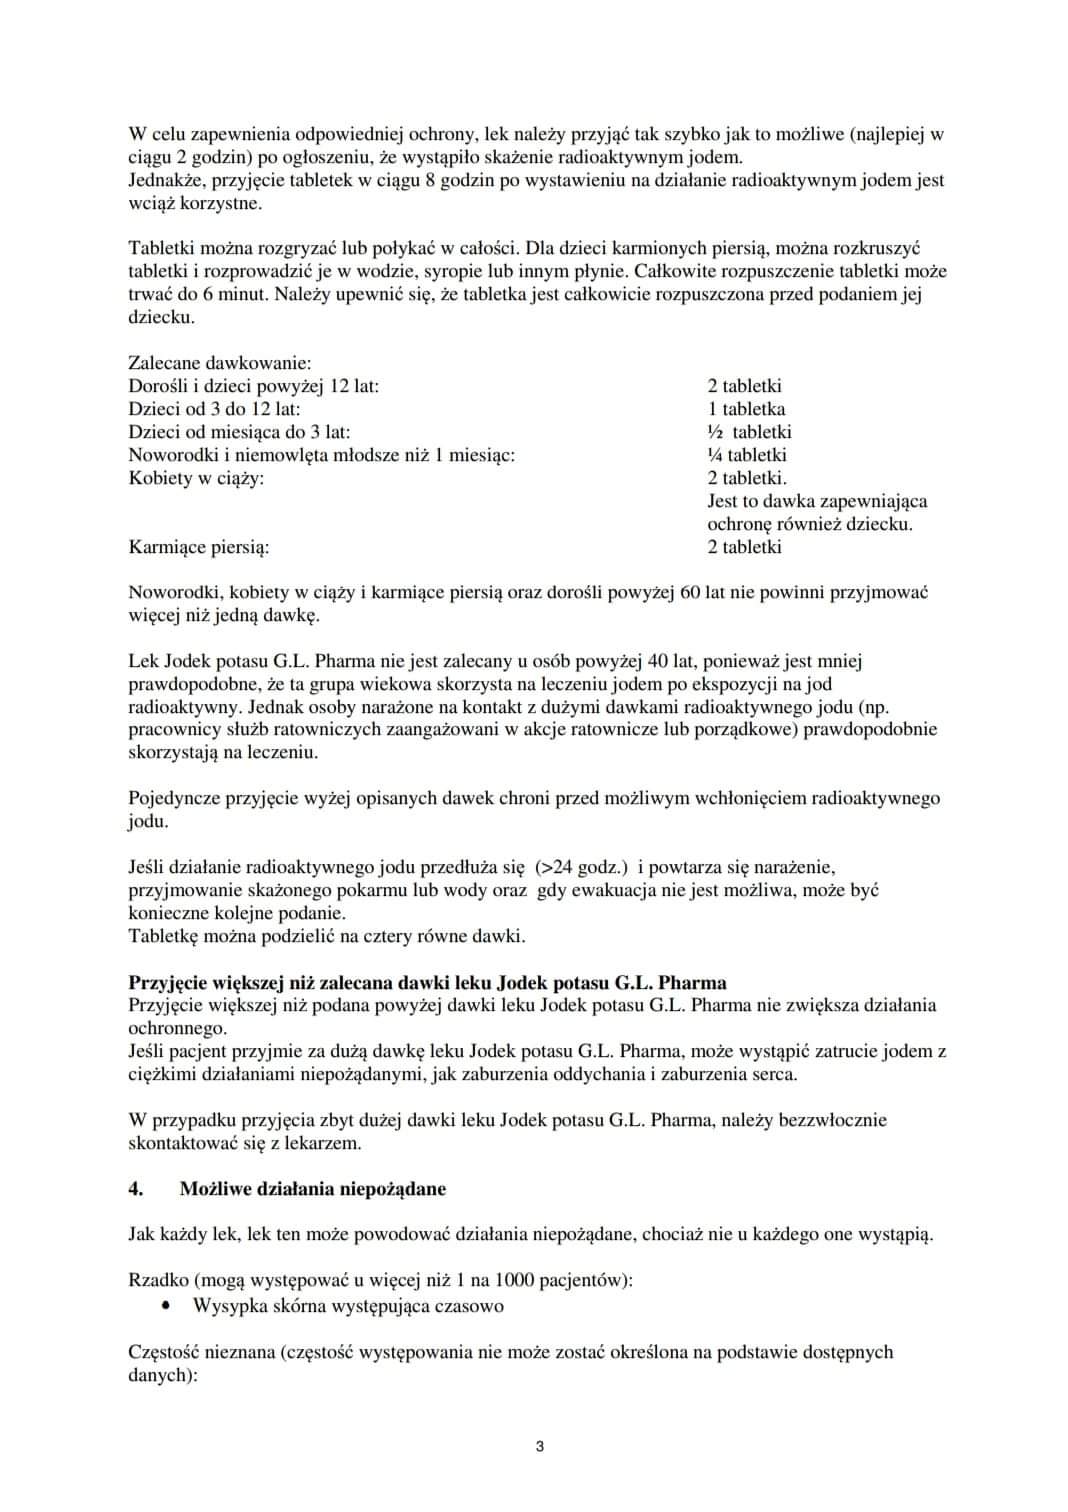 W celu zapewnienia odpowiedniej ochrony, lek należy przyjąć tak szybko jak to możliwe (najlepiej w
ciągu 2 godzin) po ogłoszeniu, że wystąpiło skażenie radioaktywnym jodem.
Jednakże, przyjęcie tabletek w ciągu 8 godzin po wystawieniu na działanie radioaktywnym jodem jest
wciąż korzystne.
Tabletki można rozgryzać lub połykać w całości. Dla dzieci karmionych piersią, można rozkruszyć
tabletki i rozprowadzić je w wodzie, syropie lub innym płynie. Całkowite rozpuszczenie tabletki może
trwać do 6 minut. Należy upewnić się, że tabletka jest całkowicie rozpuszczona przed podaniem jej
dziecku.
Zalecane dawkowanie:
Dorośli i dzieci powyżej 12 lat: 2 tabletki
Dzieci od 3 do 12 lat: 1 tabletka
Dzieci od miesiąca do 3 lat: ½ tabletki
Noworodki i niemowlęta młodsze niż 1 miesiąc: ¼ tabletki
Kobiety w ciąży: 2 tabletki.
Jest to dawka zapewniająca
ochronę również dziecku.
Karmiące piersią: 2 tabletki
Noworodki, kobiety w ciąży i karmiące piersią oraz dorośli powyżej 60 lat nie powinni przyjmować
więcej niż jedną dawkę.
Lek Jodek potasu G.L. Pharma nie jest zalecany u osób powyżej 40 lat, ponieważ jest mniej
prawdopodobne, że ta grupa wiekowa skorzysta na leczeniu jodem po ekspozycji na jod
radioaktywny. Jednak osoby narażone na kontakt z dużymi dawkami radioaktywnego jodu (np.
pracownicy służb ratowniczych zaangażowani w akcje ratownicze lub porządkowe) prawdopodobnie
skorzystają na leczeniu.
Pojedyncze przyjęcie wyżej opisanych dawek chroni przed możliwym wchłonięciem radioaktywnego
jodu.
Jeśli działanie radioaktywnego jodu przedłuża się (>24 godz.) i powtarza się narażenie,
przyjmowanie skażonego pokarmu lub wody oraz gdy ewakuacja nie jest możliwa, może być
konieczne kolejne podanie.
Tabletkę można podzielić na cztery równe dawki.
Przyjęcie większej niż zalecana dawki leku Jodek potasu G.L. Pharma
Przyjęcie większej niż podana powyżej dawki leku Jodek potasu G.L. Pharma nie zwiększa działania
ochronnego.
Jeśli pacjent przyjmie za dużą dawkę leku Jodek potasu G.L. Pharma, może wystąpić zatrucie jodem z
ciężkimi działaniami niepożądanymi, jak zaburzenia oddychania i zaburzenia serca.
W przypadku przyjęcia zbyt dużej dawki leku Jodek potasu G.L. Pharma, należy bezzwłocznie
skontaktować się z lekarzem.
4. Możliwe działania niepożądane
Jak każdy lek, lek ten może powodować działania niepożądane, chociaż nie u każdego one wystąpią.
Rzadko (mogą występować u więcej niż 1 na 1000 pacjentów):
• Wysypka skórna występująca czasowo
Częstość nieznana (częstość występowania nie może zostać określona na podstawie dostępnych
danych):
3